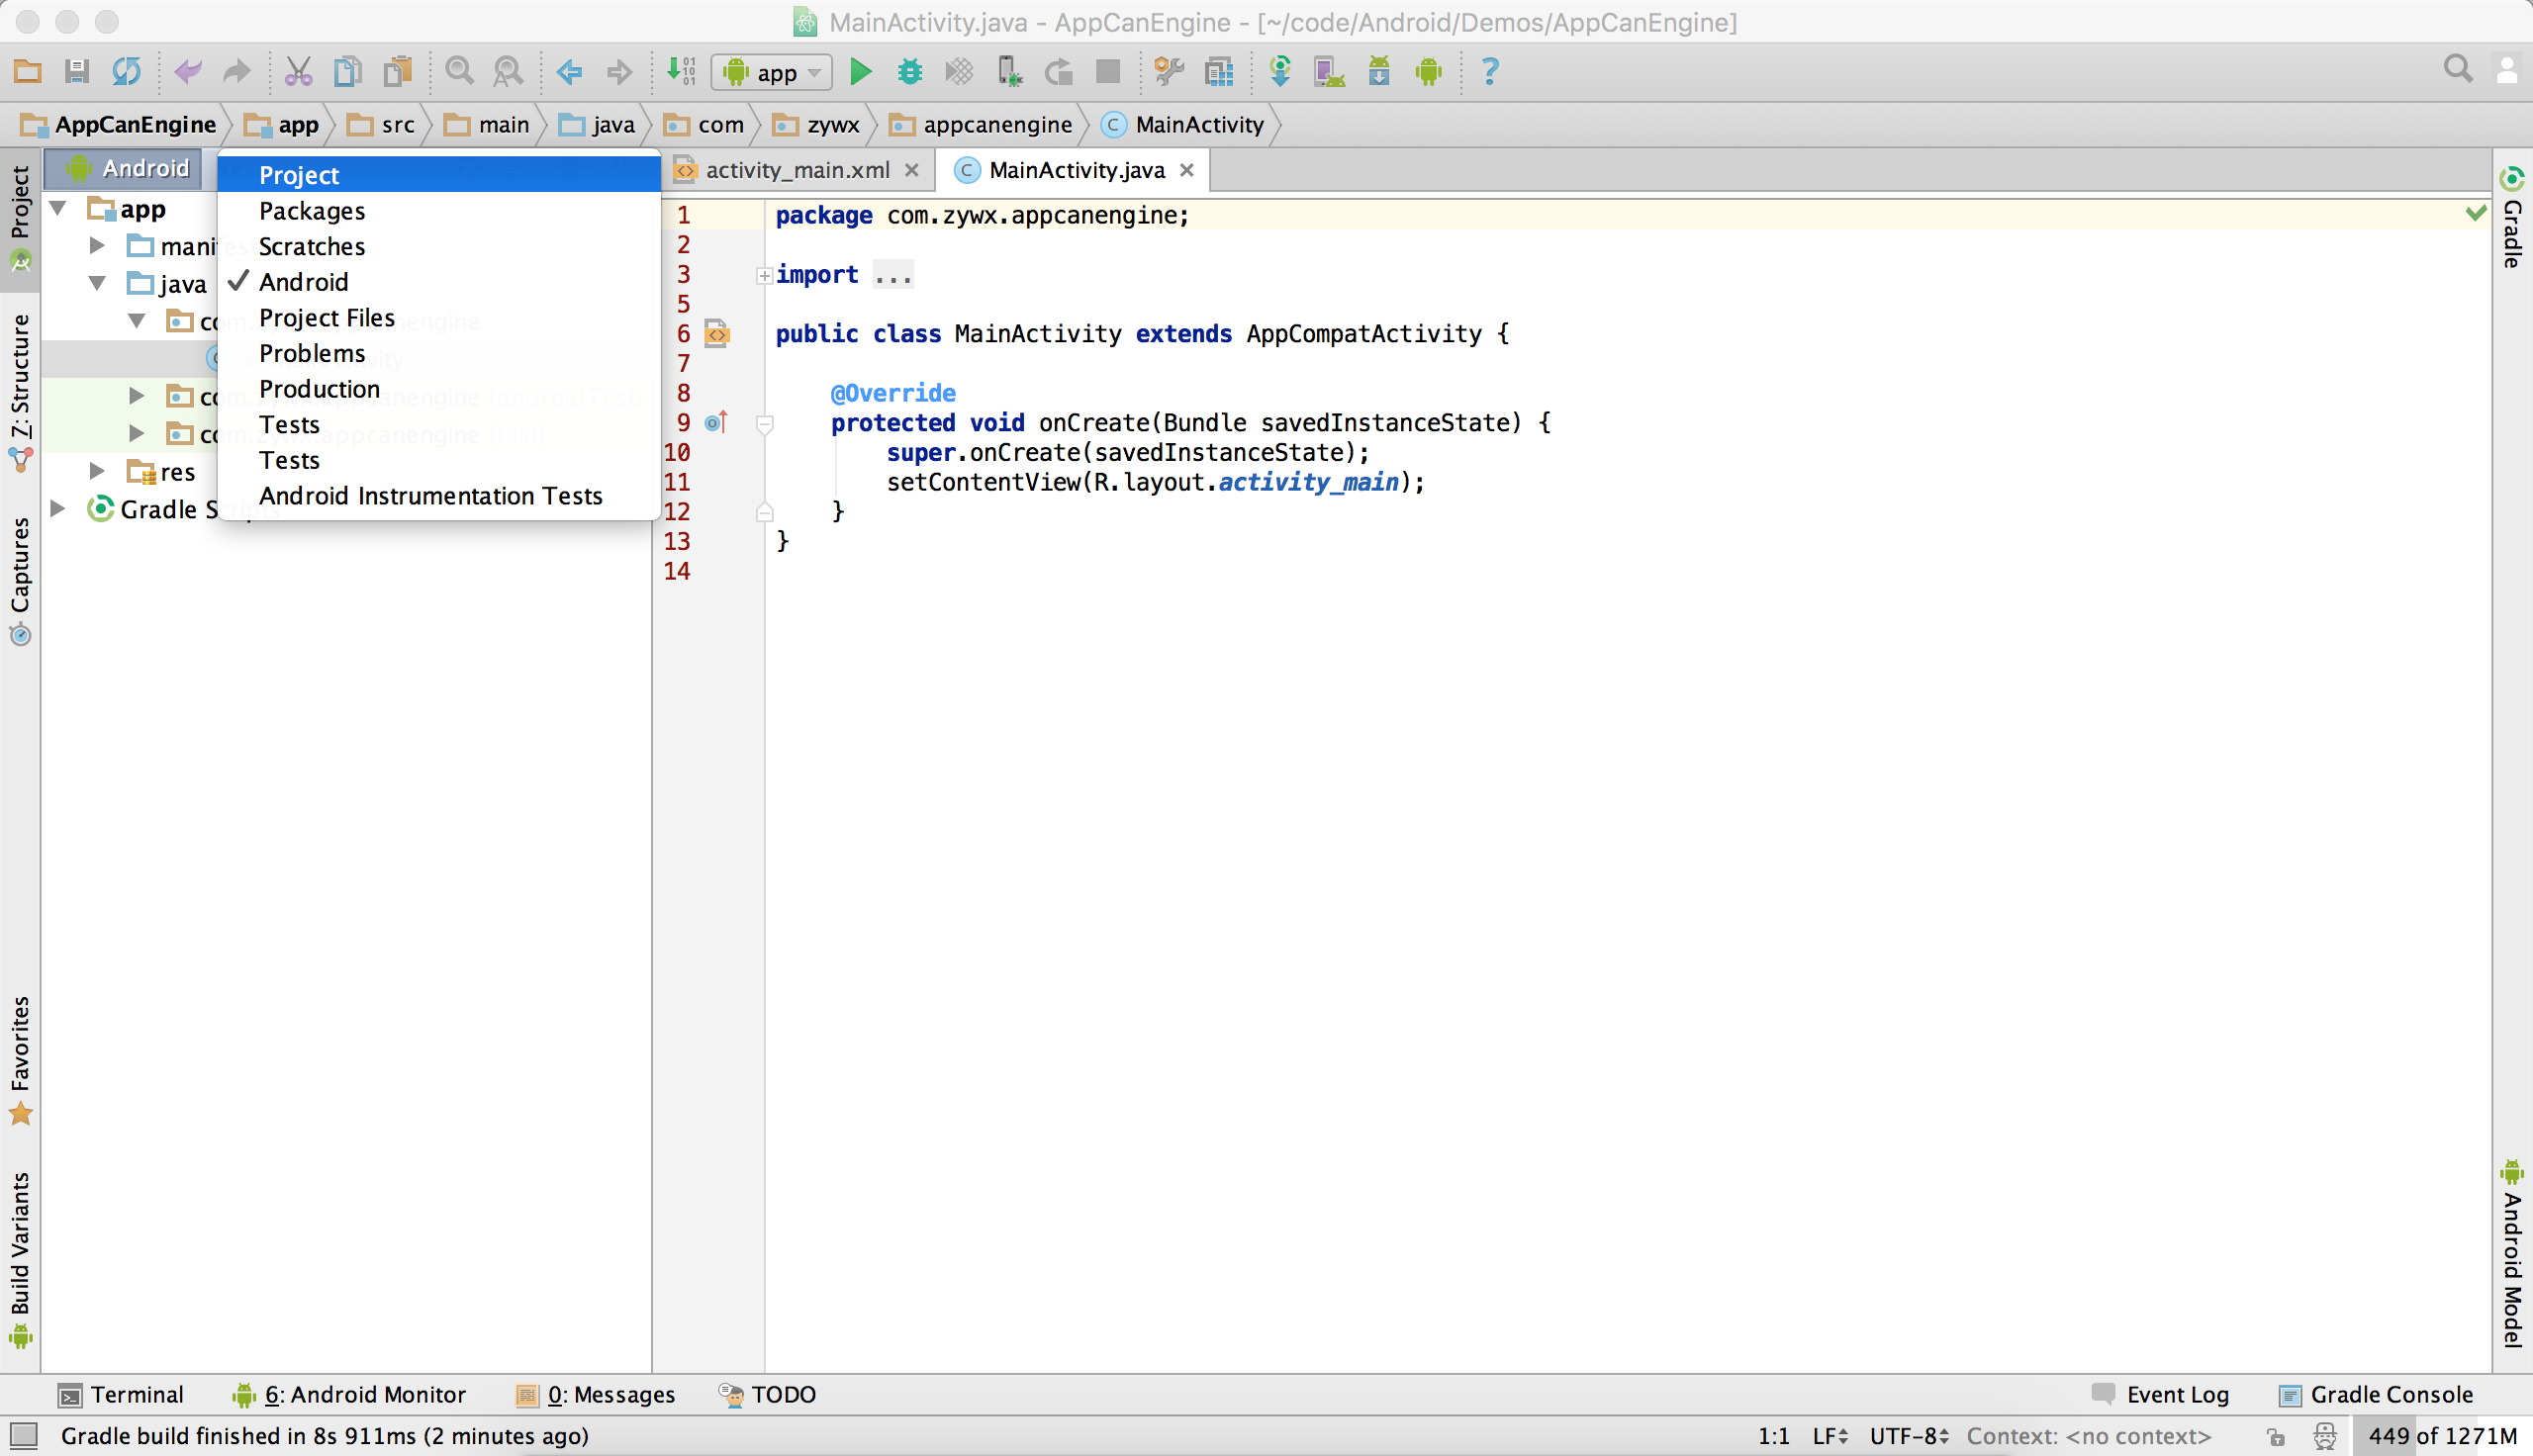 MainActivity.java - AppCanEngine - [~/code/Android/Demos/AppCanEngine]
app
AppCanEngine app src main java com zywx appcanengine MainActivity
Android
Project
Packages
Scratches
Android
Project Files
Problems
Production
Tests
Tests
Android Instrumentation Tests
app
java
res
activity_main.xml
MainActivity.java
1 package com.zywx.appcanengine;
2
3 import ...
5
6 public class MainActivity extends AppCompatActivity {
7
8 @Override
9 protected void onCreate(Bundle savedInstanceState) {
10 super.onCreate(savedInstanceState);
11 setContentView(R.layout.activity_main);
12 }
13 }
14
Project
Z: Structure
Captures
Favorites
Build Variants
Gradle
Android Model
Terminal 6: Android Monitor 0: Messages TODO Event Log Gradle Console
Gradle build finished in 8s 911ms (2 minutes ago) 1:1 LF UTF-8 Context: <no context> 449 of 1271M